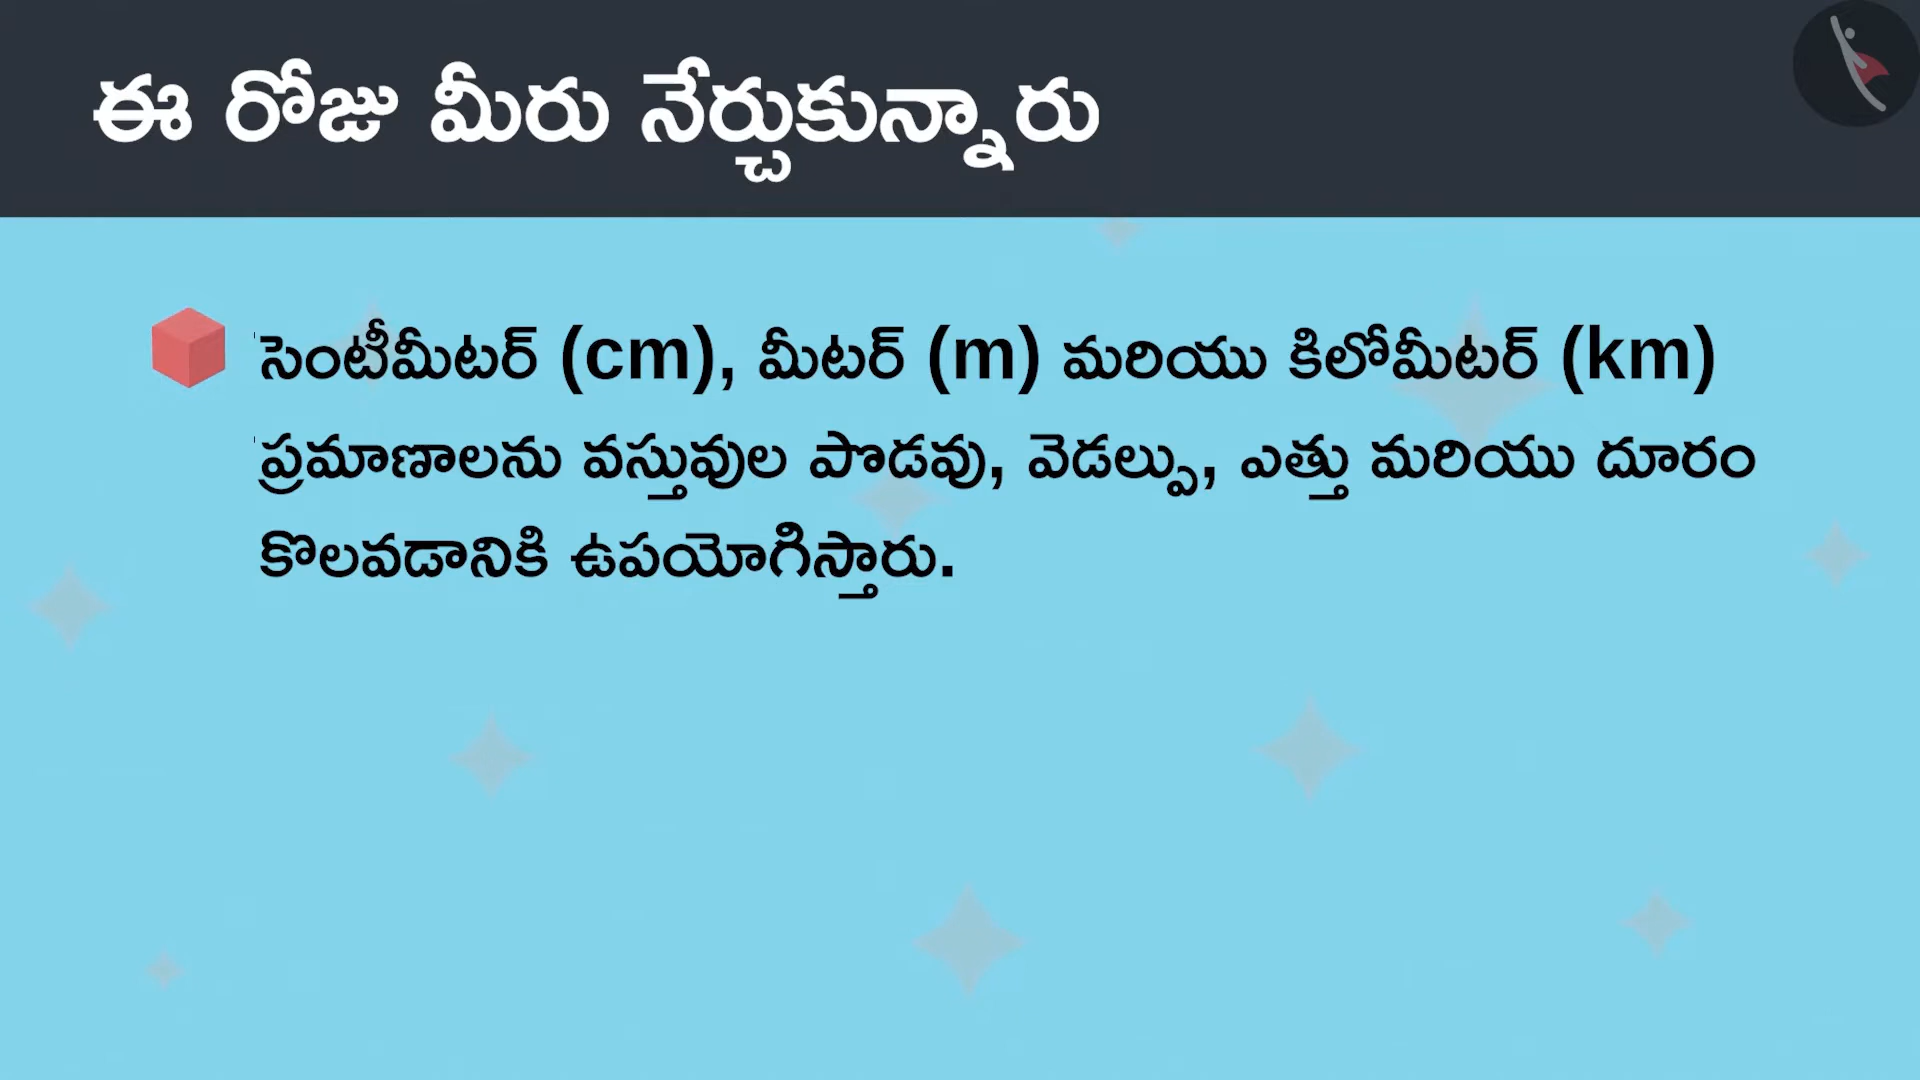 ఈ రోజు మీరు నేర్చుకున్నారు
సెంటీమీటర్ (cm), మీటర్ (m) మరియు కిలోమీటర్ (km)
ప్రమాణాలను వస్తువుల పొడవు, వెడల్పు, ఎత్తు మరియు దూరం
కొలవడానికి ఉపయోగిస్తారు.